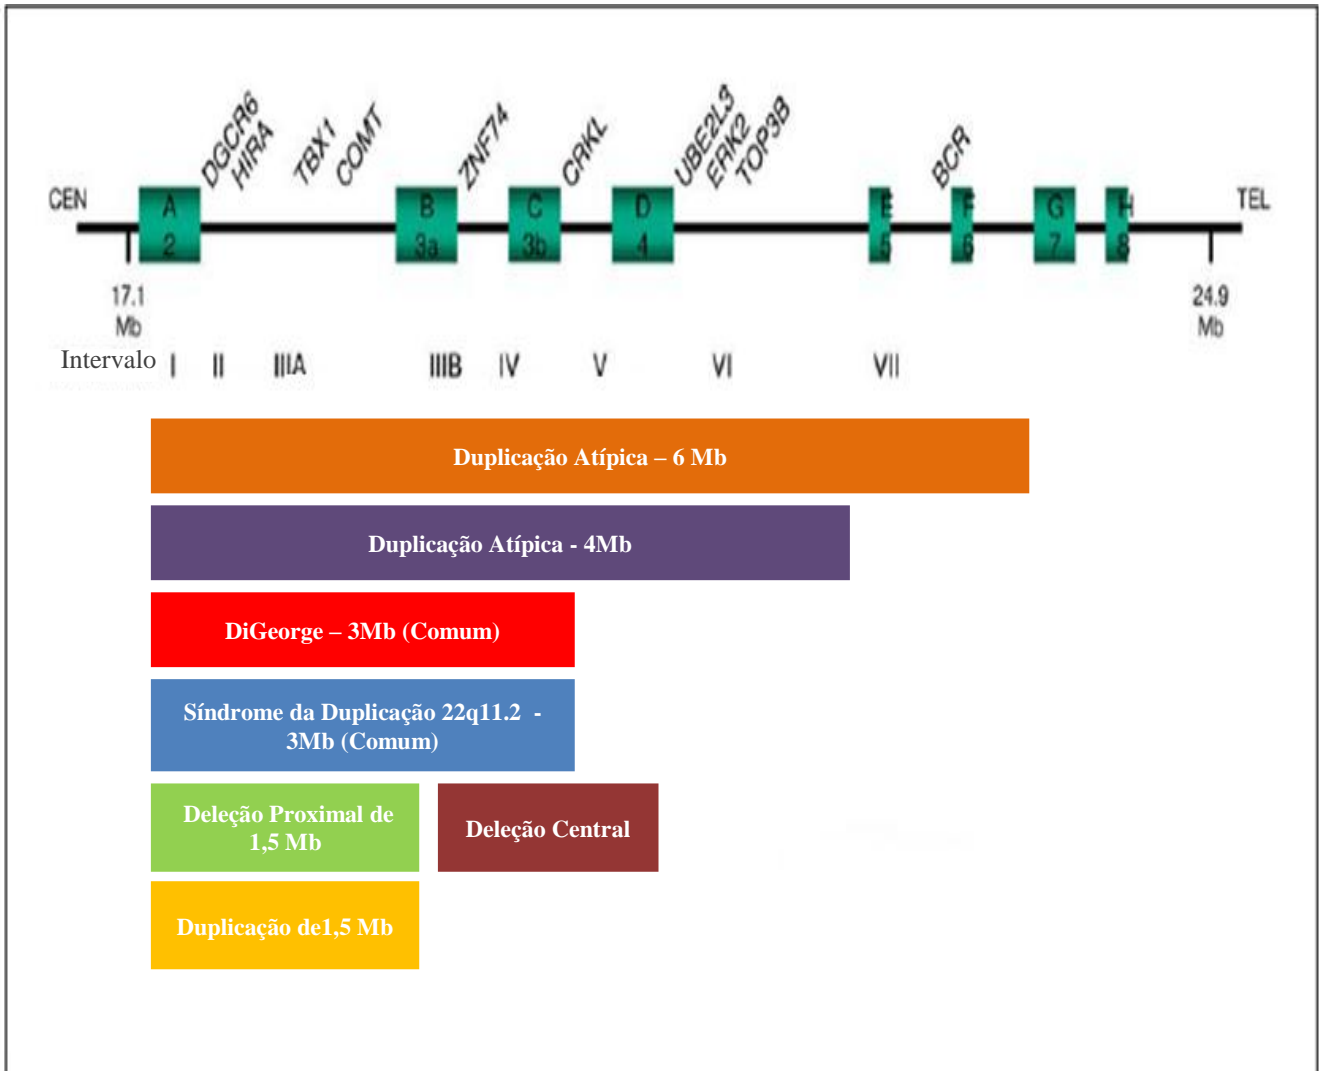 DGCR6 HIRA TBX1 COMT ZNF74 CRKL UBE2L3 ERK2 TOP3B BCR
CEN A B C D E F G H TEL
2 3a 3b 4 5 6 7 8
17.1 24.9
Mb Mb
Intervalo I II IIIA IIIB IV V VI VII
Duplicação Atípica – 6 Mb
Duplicação Atípica - 4Mb
DiGeorge – 3Mb (Comum)
Síndrome da Duplicação 22q11.2 -
3Mb (Comum)
Deleção Proximal de
1,5 Mb
Deleção Central
Duplicação de1,5 Mb